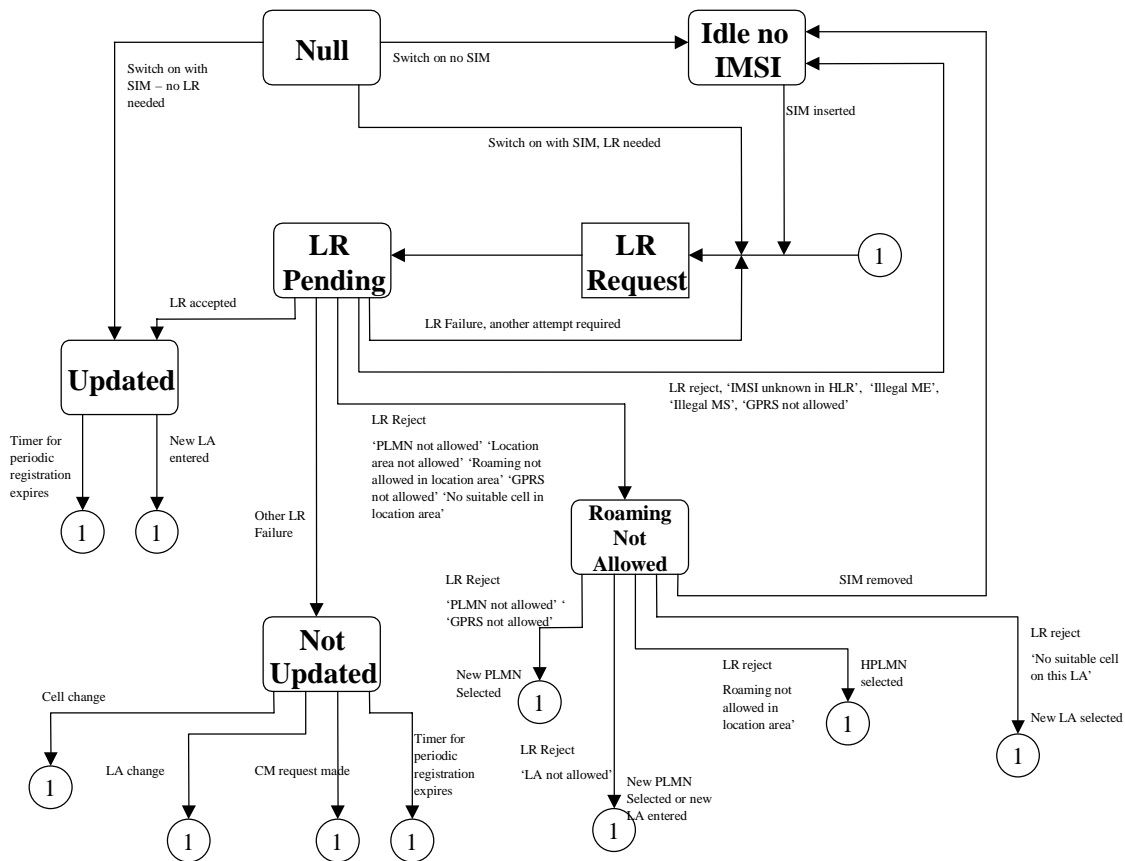 Null
Idle no
IMSI
Switch on no SIM
Switch on with
SIM – no LR
needed
SIM inserted
Switch on with SIM, LR needed
LR
Pending
LR
Request
1
LR accepted
LR Failure, another attempt required
Updated
LR reject, ‘IMSI unknown in HLR’, ‘Illegal ME’,
‘Illegal MS’, ‘GPRS not allowed’
LR Reject
‘PLMN not allowed’ ‘Location
area not allowed’ ‘Roaming not
allowed in location area’ ‘GPRS
not allowed’ ‘No suitable cell in
location area’
Timer for
periodic
registration
expires
New LA
entered
1
1
Other LR
Failure
Roaming
Not
Allowed
SIM removed
LR Reject
‘PLMN not allowed’ ‘
‘GPRS not allowed’
New PLMN
Selected
1
LR reject
Roaming not
allowed in
location area’
HPLMN
selected
1
LR reject
‘No suitable cell
on this LA’
New LA selected
1
Not
Updated
Cell change
1
LA change
1
CM request made
1
Timer for
periodic
registration
expires
1
LR Reject
‘LA not allowed’
New PLMN
Selected or new
LA entered
1